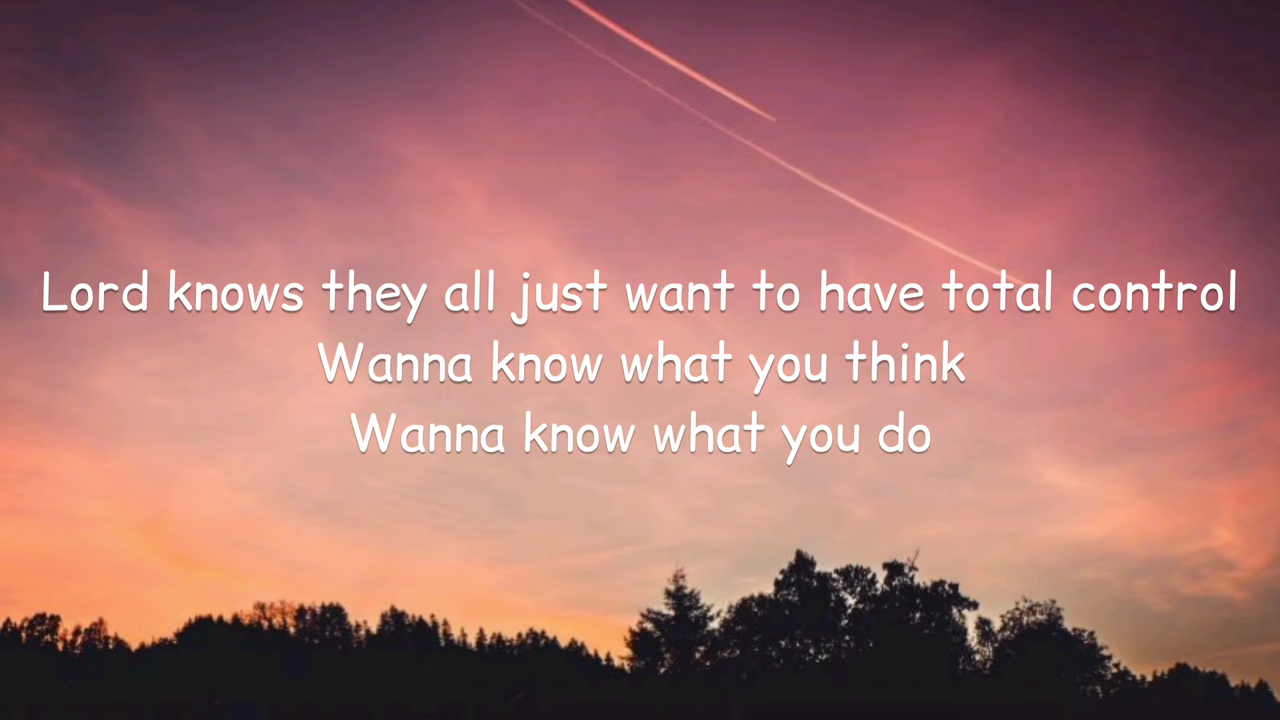 Lord knows they all just want to have total control
Wanna know what you think
Wanna know what you do